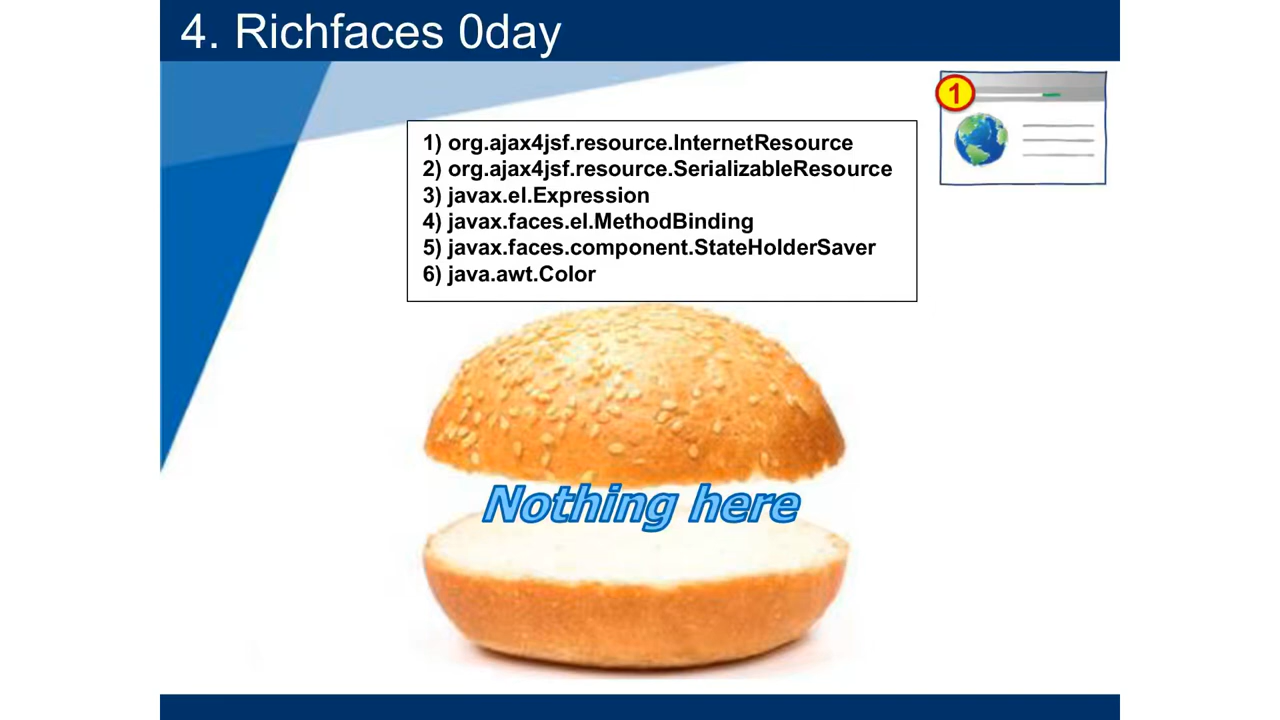 4. Richfaces 0day
1
1) org.ajax4jsf.resource.InternetResource
2) org.ajax4jsf.resource.SerializableResource
3) javax.el.Expression
4) javax.faces.el.MethodBinding
5) javax.faces.component.StateHolderSaver
6) java.awt.Color
Nothing here